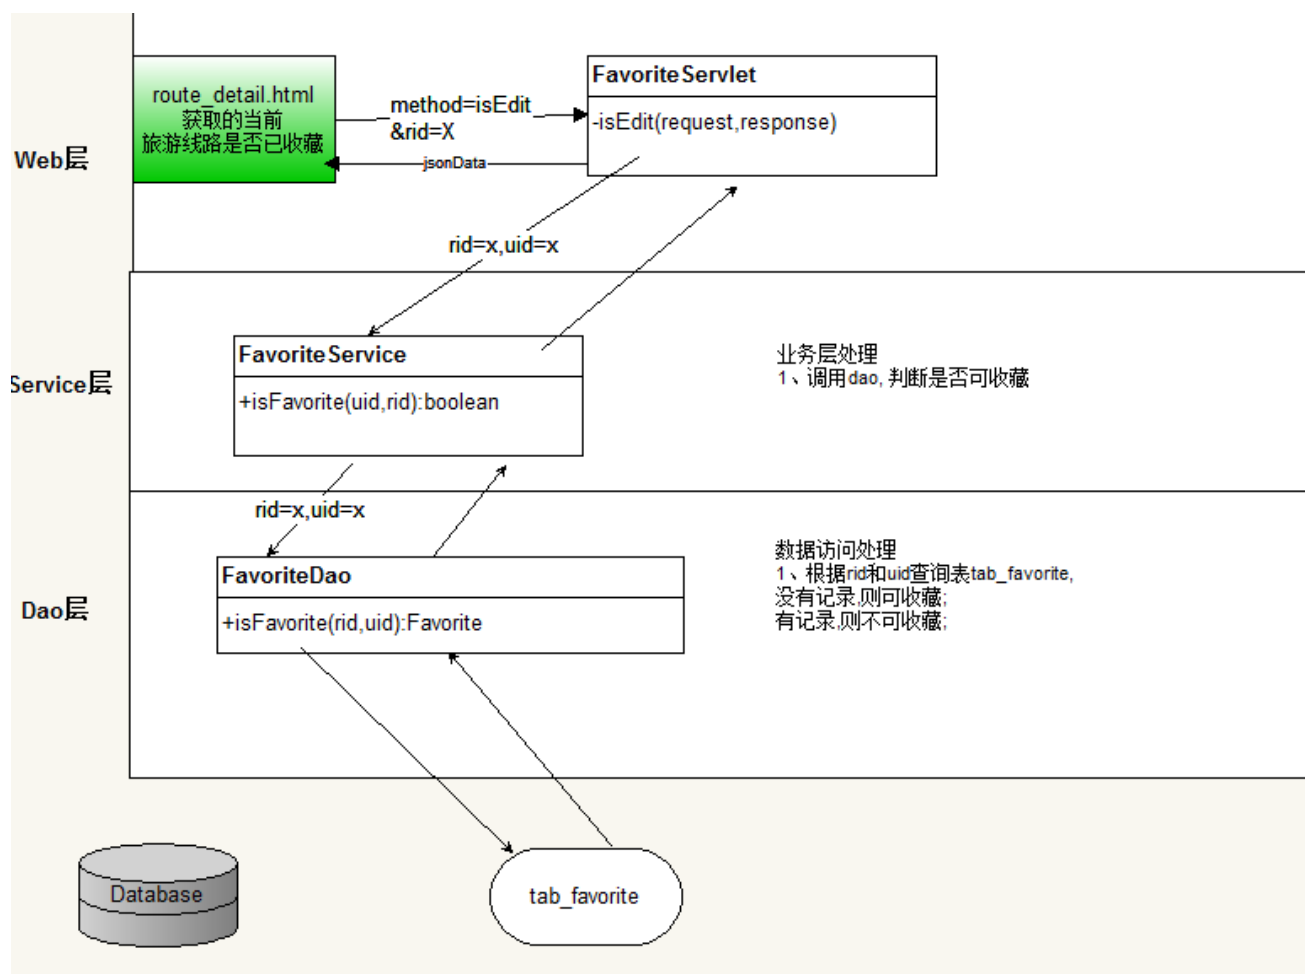 route_detail.html
获取的当前
旅游线路是否已收藏
method=isEdit
&rid=X
jsonData
FavoriteServlet
-isEdit(request,response)
Web层
rid=x,uid=x
FavoriteService
+isFavorite(uid,rid):boolean
Service层
业务层处理
1、调用dao, 判断是否可收藏
rid=x,uid=x
FavoriteDao
+isFavorite(rid,uid):Favorite
Dao层
数据访问处理
1、根据rid和uid查询表tab_favorite,
没有记录,则可收藏;
有记录,则不可收藏;
Database
tab_favorite